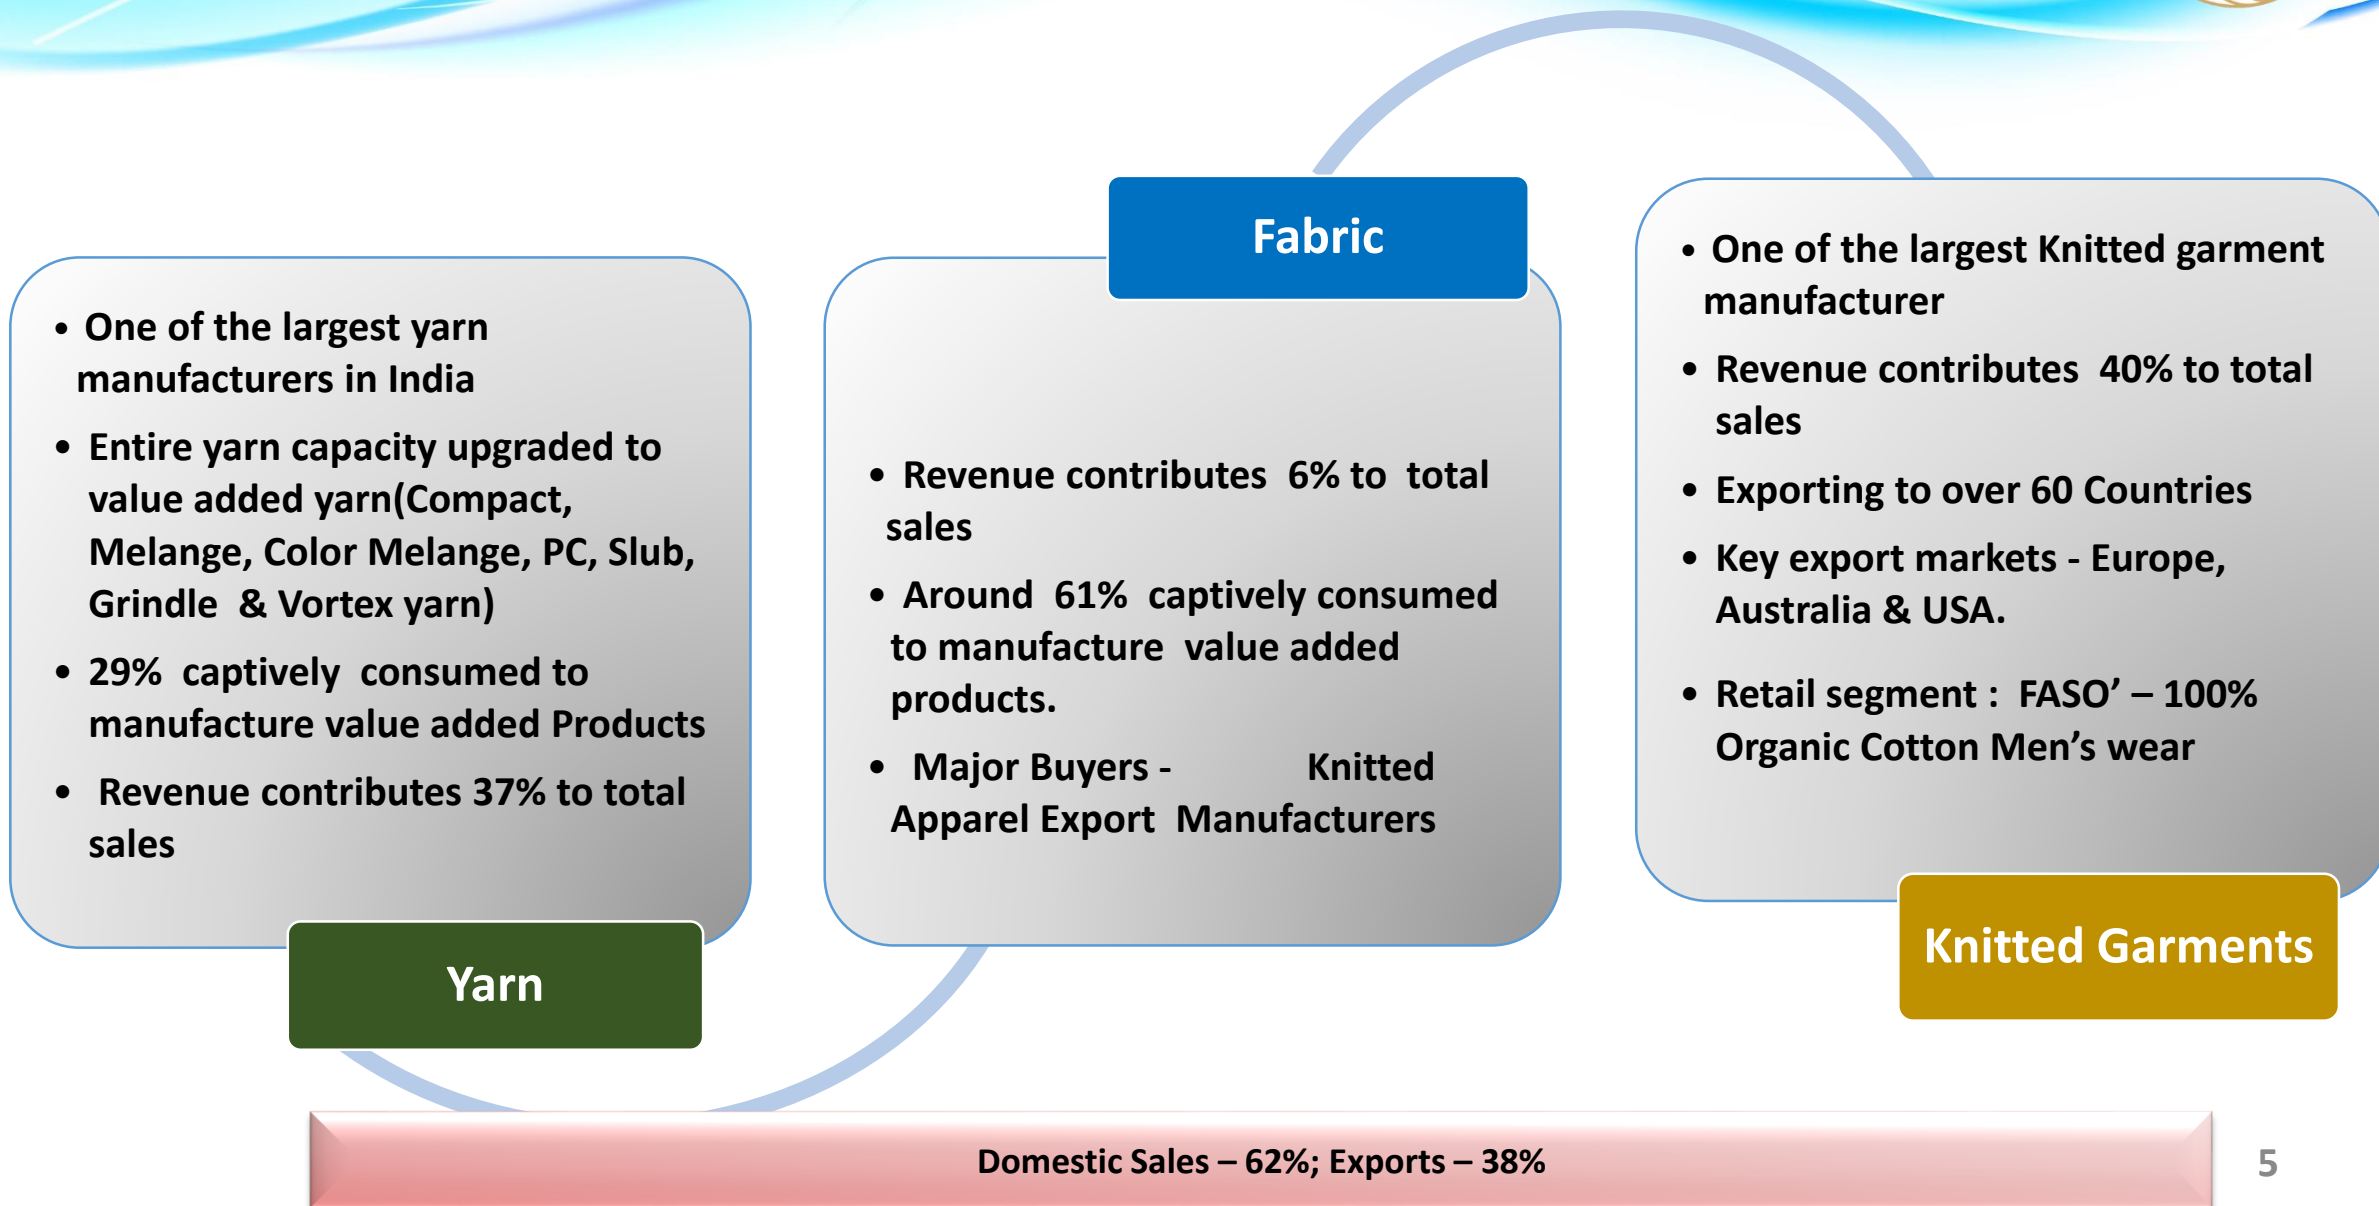 • One of the largest yarn
manufacturers in India
• Entire yarn capacity upgraded to
value added yarn(Compact,
Melange, Color Melange, PC, Slub,
Grindle & Vortex yarn)
• 29% captively consumed to
manufacture value added Products
• Revenue contributes 37% to total
sales
Yarn
Fabric
• Revenue contributes 6% to total
sales
• Around 61% captively consumed
to manufacture value added
products.
• Major Buyers - Knitted
Apparel Export Manufacturers
• One of the largest Knitted garment
manufacturer
• Revenue contributes 40% to total
sales
• Exporting to over 60 Countries
• Key export markets - Europe,
Australia & USA.
• Retail segment : FASO’ – 100%
Organic Cotton Men’s wear
Knitted Garments
Domestic Sales – 62%; Exports – 38%
5